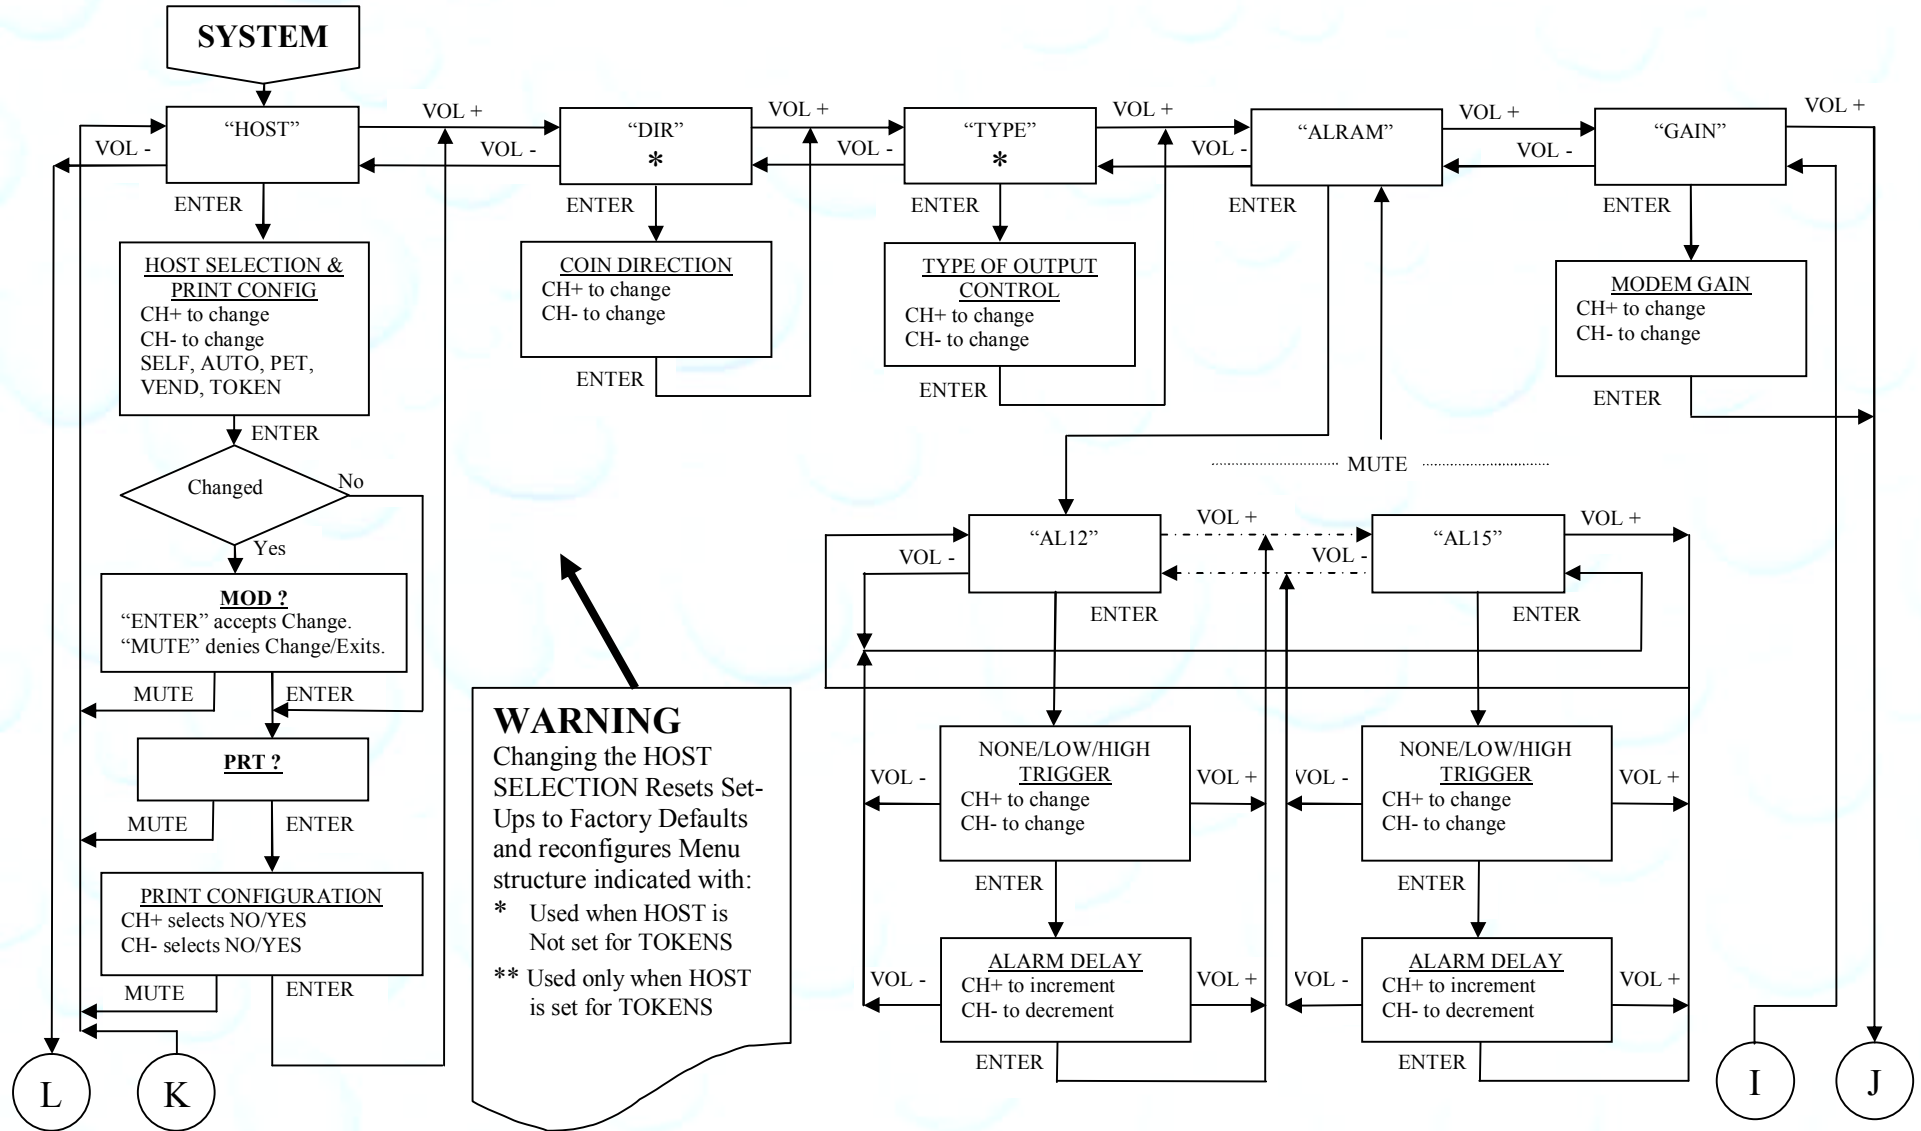 SYSTEM
“HOST”
VOL +
VOL -
“DIR”
*
VOL +
VOL -
“TYPE”
*
VOL +
VOL -
“ALRAM”
VOL +
VOL -
“GAIN”
VOL +
VOL -
ENTER
ENTER
ENTER
ENTER
ENTER
HOST SELECTION &
PRINT CONFIG
CH+ to change
CH- to change
SELF, AUTO, PET,
VEND, TOKEN
COIN DIRECTION
CH+ to change
CH- to change
TYPE OF OUTPUT
CONTROL
CH+ to change
CH- to change
MODEM GAIN
CH+ to change
CH- to change
ENTER
ENTER
ENTER
ENTER
Changed
No
Yes
MOD ?
“ENTER” accepts Change.
“MUTE” denies Change/Exits.
MUTE
ENTER
PRT ?
MUTE
ENTER
PRINT CONFIGURATION
CH+ selects NO/YES
CH- selects NO/YES
MUTE
ENTER
L
K
WARNING
Changing the HOST
SELECTION Resets Set-
Ups to Factory Defaults
and reconfigures Menu
structure indicated with:
* Used when HOST is
Not set for TOKENS
** Used only when HOST
is set for TOKENS
MUTE
“AL12”
VOL +
VOL -
“AL15”
VOL +
VOL -
ENTER
ENTER
NONE/LOW/HIGH
TRIGGER
CH+ to change
CH- to change
VOL -
VOL +
NONE/LOW/HIGH
TRIGGER
CH+ to change
CH- to change
VOL -
VOL +
ENTER
ENTER
ALARM DELAY
CH+ to increment
CH- to decrement
VOL -
VOL +
ALARM DELAY
CH+ to increment
CH- to decrement
VOL -
VOL +
ENTER
ENTER
I
J